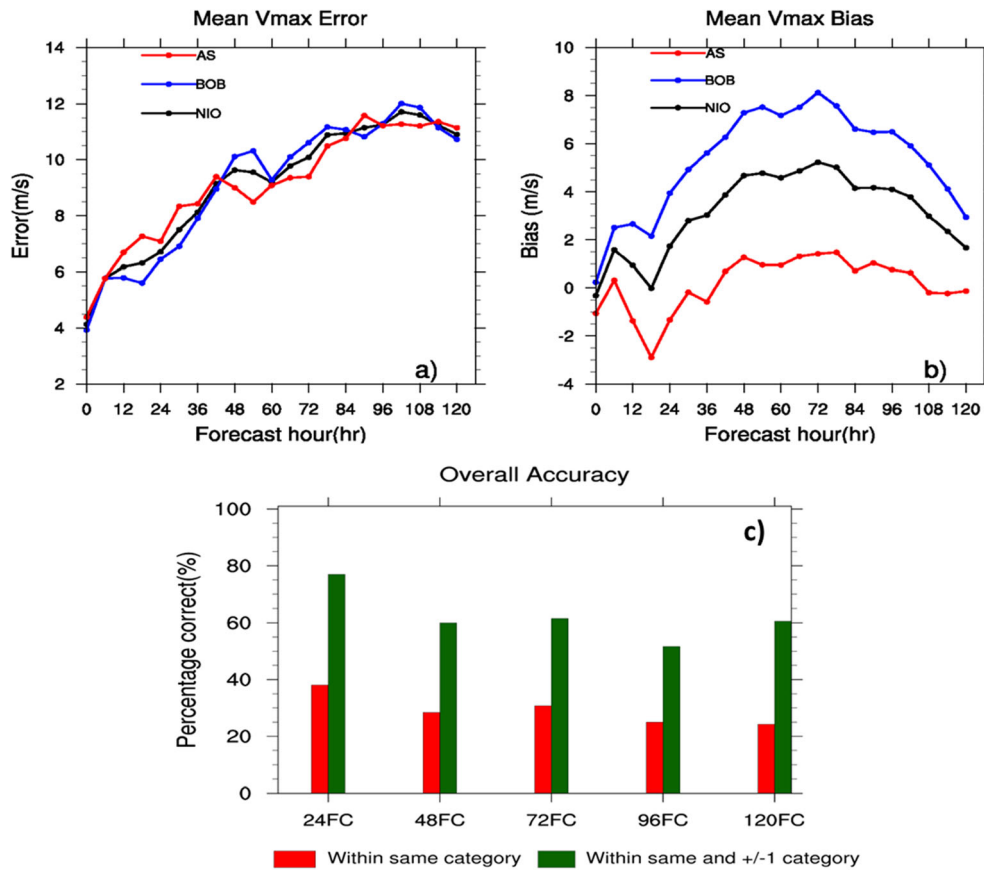 Mean Vmax Error
14
12
10
8
6
4
2
Error(m/s)
AS
BOB
NIO
a)
0 12 24 36 48 60 72 84 96 108 120
Forecast hour(hr)
Mean Vmax Bias
10
8
6
4
2
0
-2
-4
Bias (m/s)
AS
BOB
NIO
b)
0 12 24 36 48 60 72 84 96 108 120
Forecast hour(hr)
Overall Accuracy
100
80
60
40
20
0
Percentage correct(%)
c)
24FC 48FC 72FC 96FC 120FC
Within same category Within same and +/-1 category